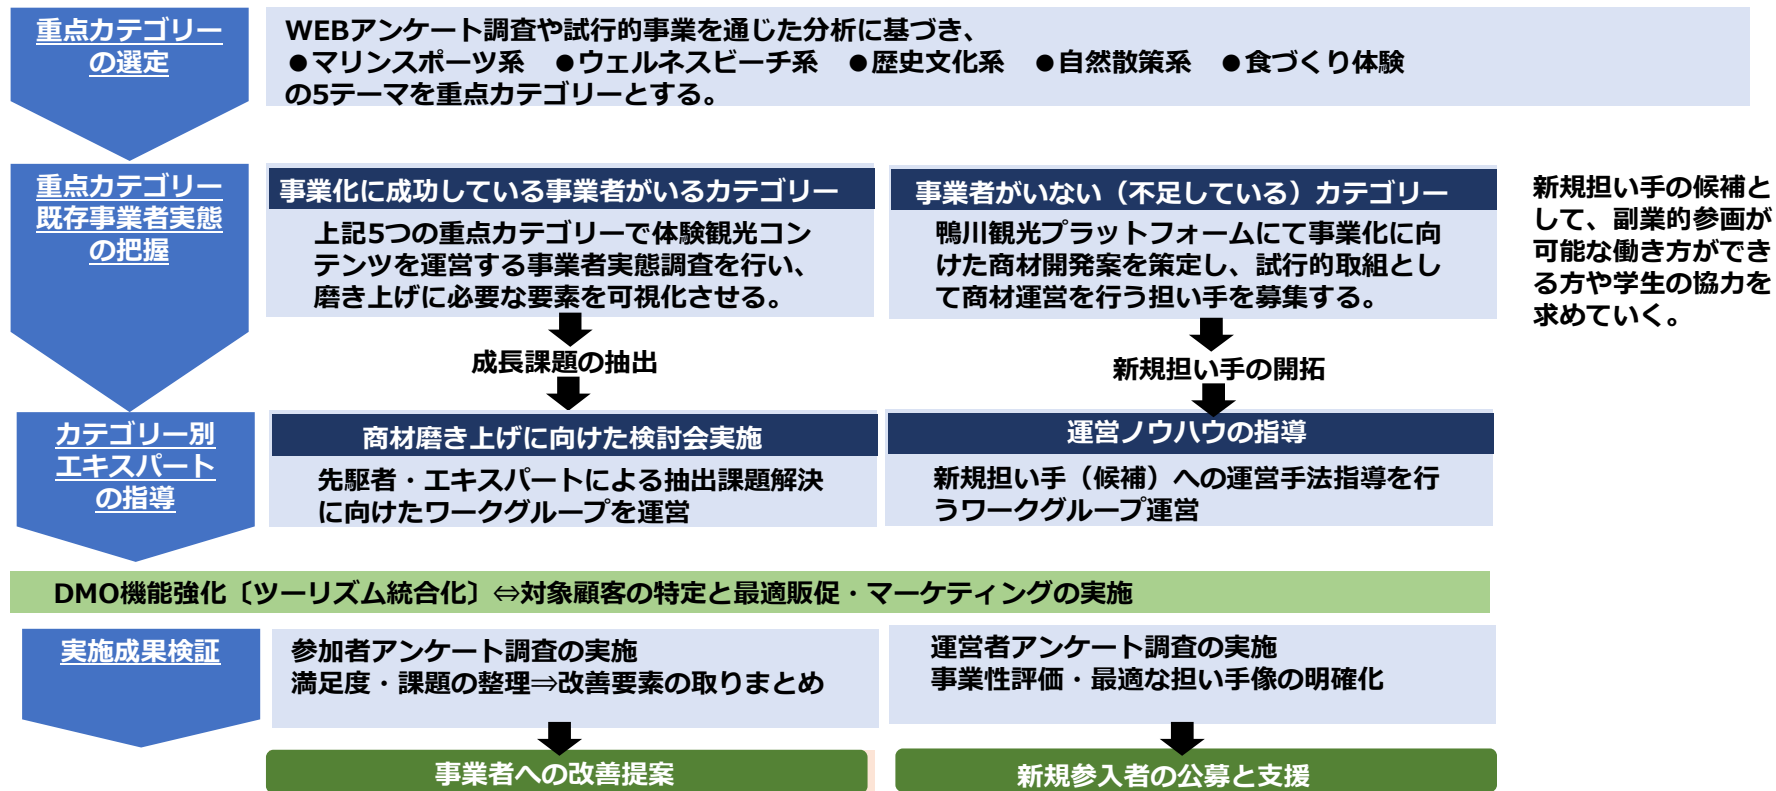 重点カテゴリー
の選定
WEBアンケート調査や試行的事業を通じた分析に基づき、
●マリンスポーツ系　●ウェルネスビーチ系　●歴史文化系　●自然散策系　●食づくり体験
の5テーマを重点カテゴリーとする。
重点カテゴリー
既存事業者実態
の把握
事業化に成功している事業者がいるカテゴリー
上記5つの重点カテゴリーで体験観光コン
テンツを運営する事業者実態調査を行い、
磨き上げに必要な要素を可視化させる。
成長課題の抽出
事業者がいない（不足している）カテゴリー
鴨川観光プラットフォームにて事業化に向
けた商材開発案を策定し、試行的取組とし
て商材運営を行う担い手を募集する。
新規担い手の開拓
新規担い手の候補と
して、副業的参画が
可能な働き方ができ
る方や学生の協力を
求めていく。
カテゴリー別
エキスパート
の指導
商材磨き上げに向けた検討会実施
先駆者・エキスパートによる抽出課題解決
に向けたワークグループを運営
運営ノウハウの指導
新規担い手（候補）への運営手法指導を行
うワークグループ運営
DMO機能強化〔ツーリズム統合化〕⇔対象顧客の特定と最適販促・マーケティングの実施
実施成果検証
参加者アンケート調査の実施
満足度・課題の整理⇒改善要素の取りまとめ
事業者への改善提案
運営者アンケート調査の実施
事業性評価・最適な担い手像の明確化
新規参入者の公募と支援